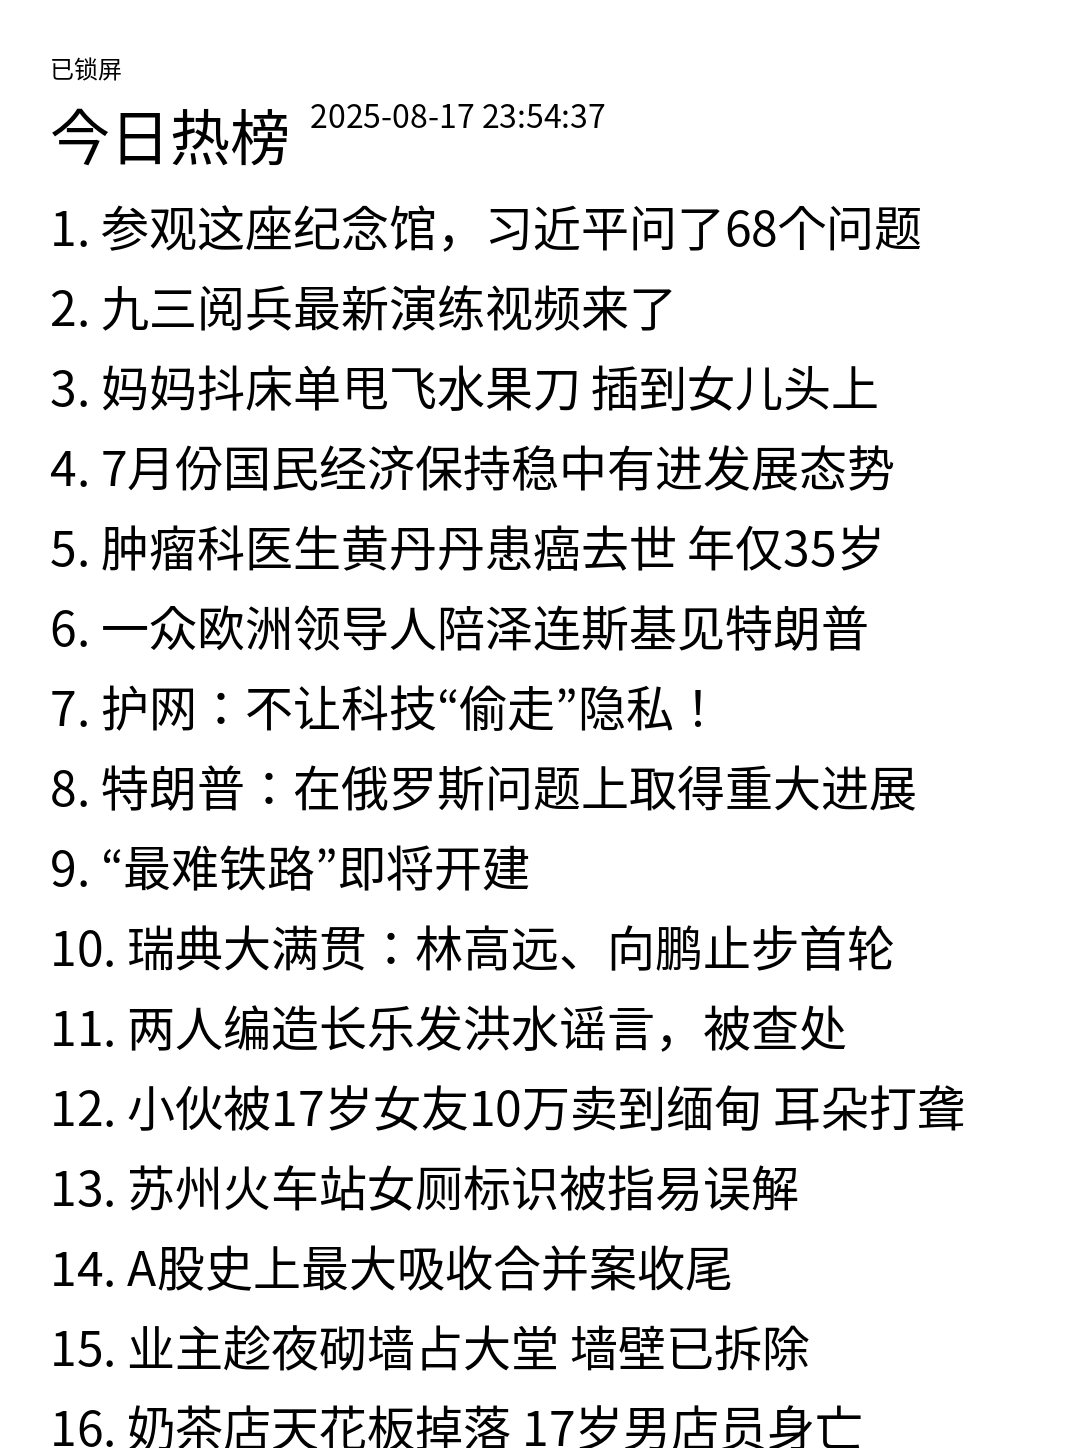 已锁屏
今日热榜 2025-08-17 23:54:37
1. 参观这座纪念馆，习近平问了68个问题
2. 九三阅兵最新演练视频来了
3. 妈妈抖床单甩飞水果刀 插到女儿头上
4. 7月份国民经济保持稳中有进发展态势
5. 肿瘤科医生黄丹丹患癌去世 年仅35岁
6. 一众欧洲领导人陪泽连斯基见特朗普
7. 护网：不让科技“偷走”隐私！
8. 特朗普：在俄罗斯问题上取得重大进展
9. “最难铁路”即将开建
10. 瑞典大满贯：林高远、向鹏止步首轮
11. 两人编造长乐发洪水谣言，被查处
12. 小伙被17岁女友10万卖到缅甸 耳朵打聋
13. 苏州火车站女厕标识被指易误解
14. A股史上最大吸收合并案收尾
15. 业主趁夜砌墙占大堂 墙壁已拆除
16. 奶茶店天花板掉落 17岁男店员身亡